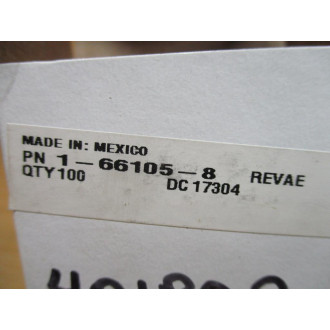 MADE IN: MEXICO
PN 1-66105-8 REVAE
QTY 100 DC 17304